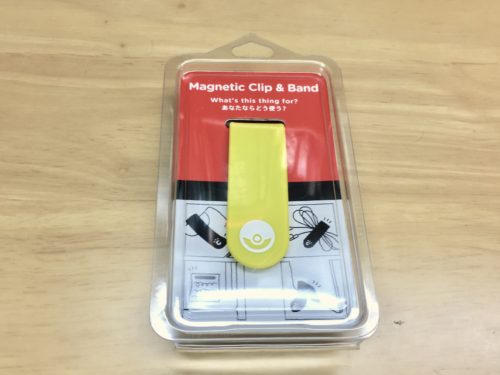 Magnetic Clip & Band
What's this thing for?
あなたならどう使う?